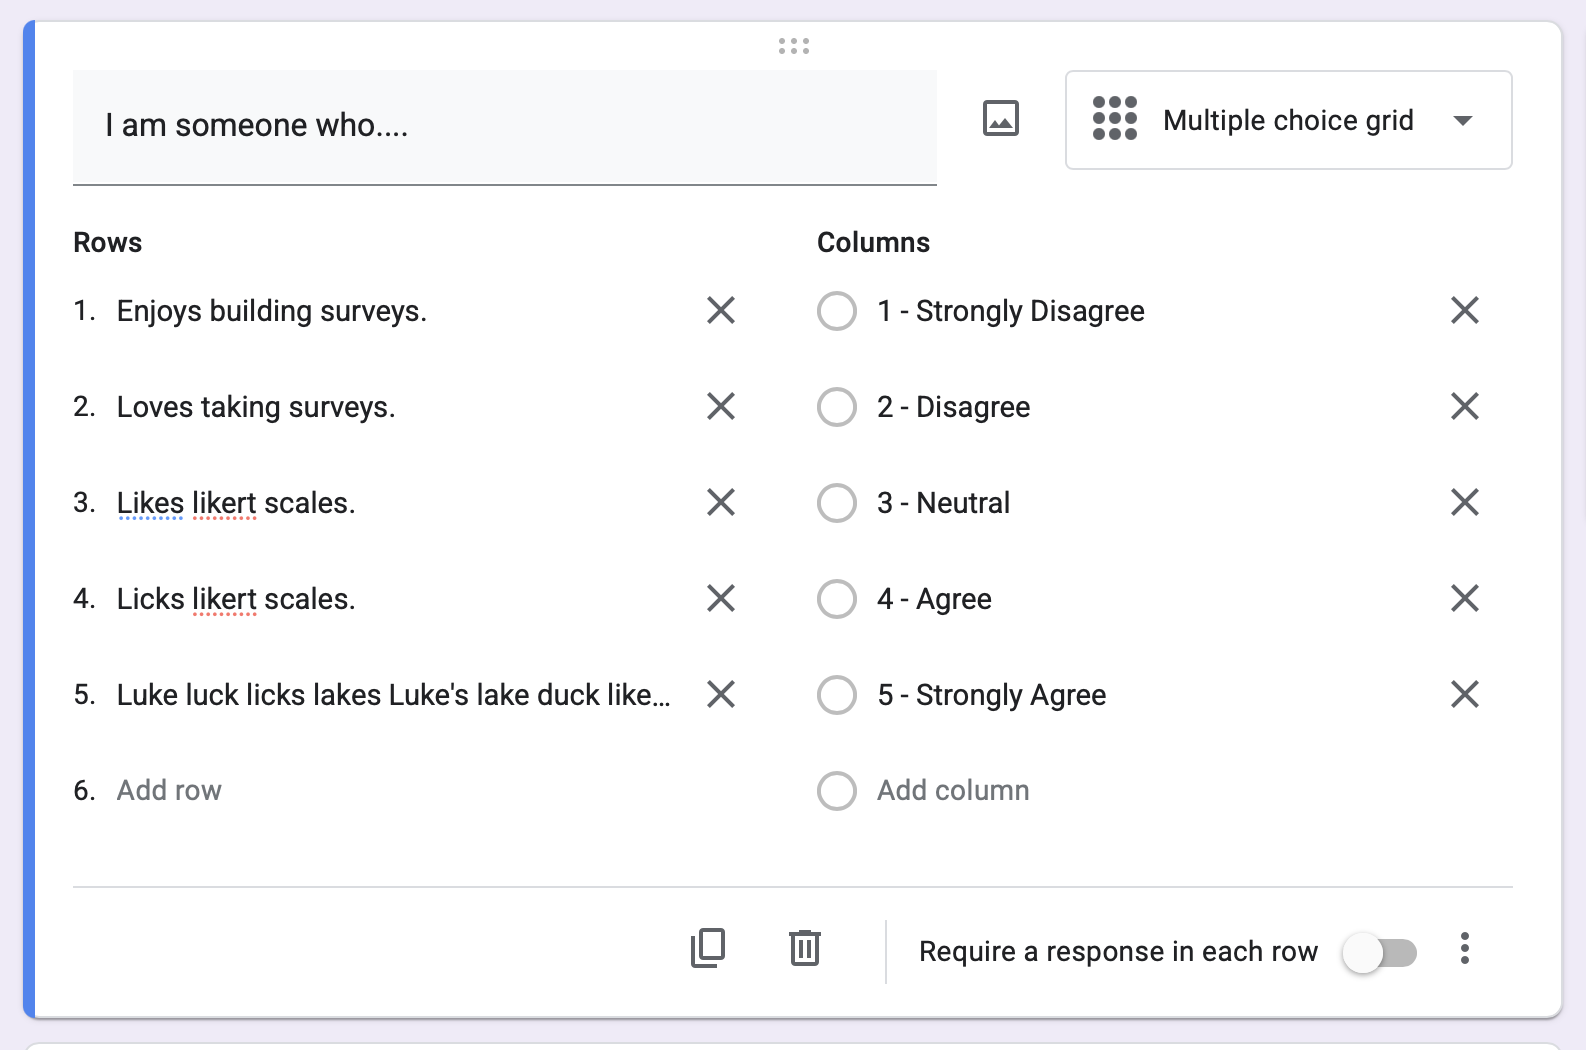 I am someone who....
Multiple choice grid
Rows
Columns
1. Enjoys building surveys.
1 - Strongly Disagree
2. Loves taking surveys.
2 - Disagree
3. Likes likert scales.
3 - Neutral
4. Licks likert scales.
4 - Agree
5. Luke luck licks lakes Luke's lake duck like...
5 - Strongly Agree
6. Add row
Add column
Require a response in each row